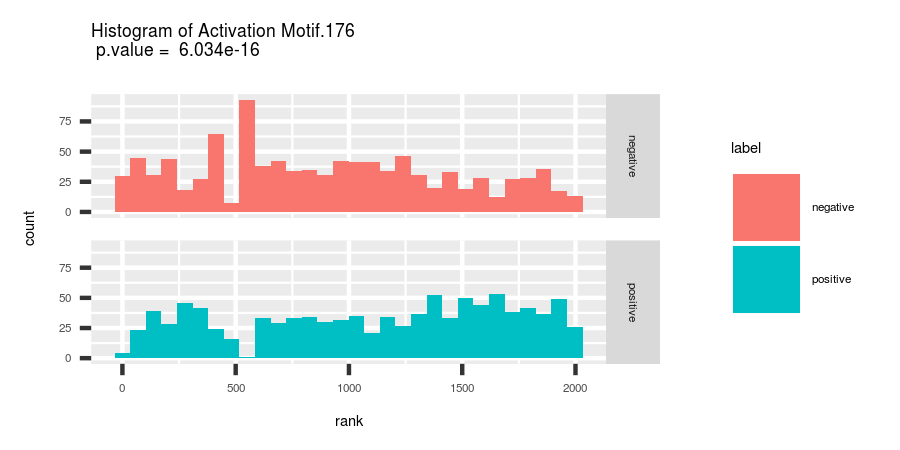 Histogram of Activation Motif.176
p.value =  6.034e-16
count
75
50
25
0
negative
75
50
25
0
positive
0
500
1000
1500
2000
rank
label
negative
positive